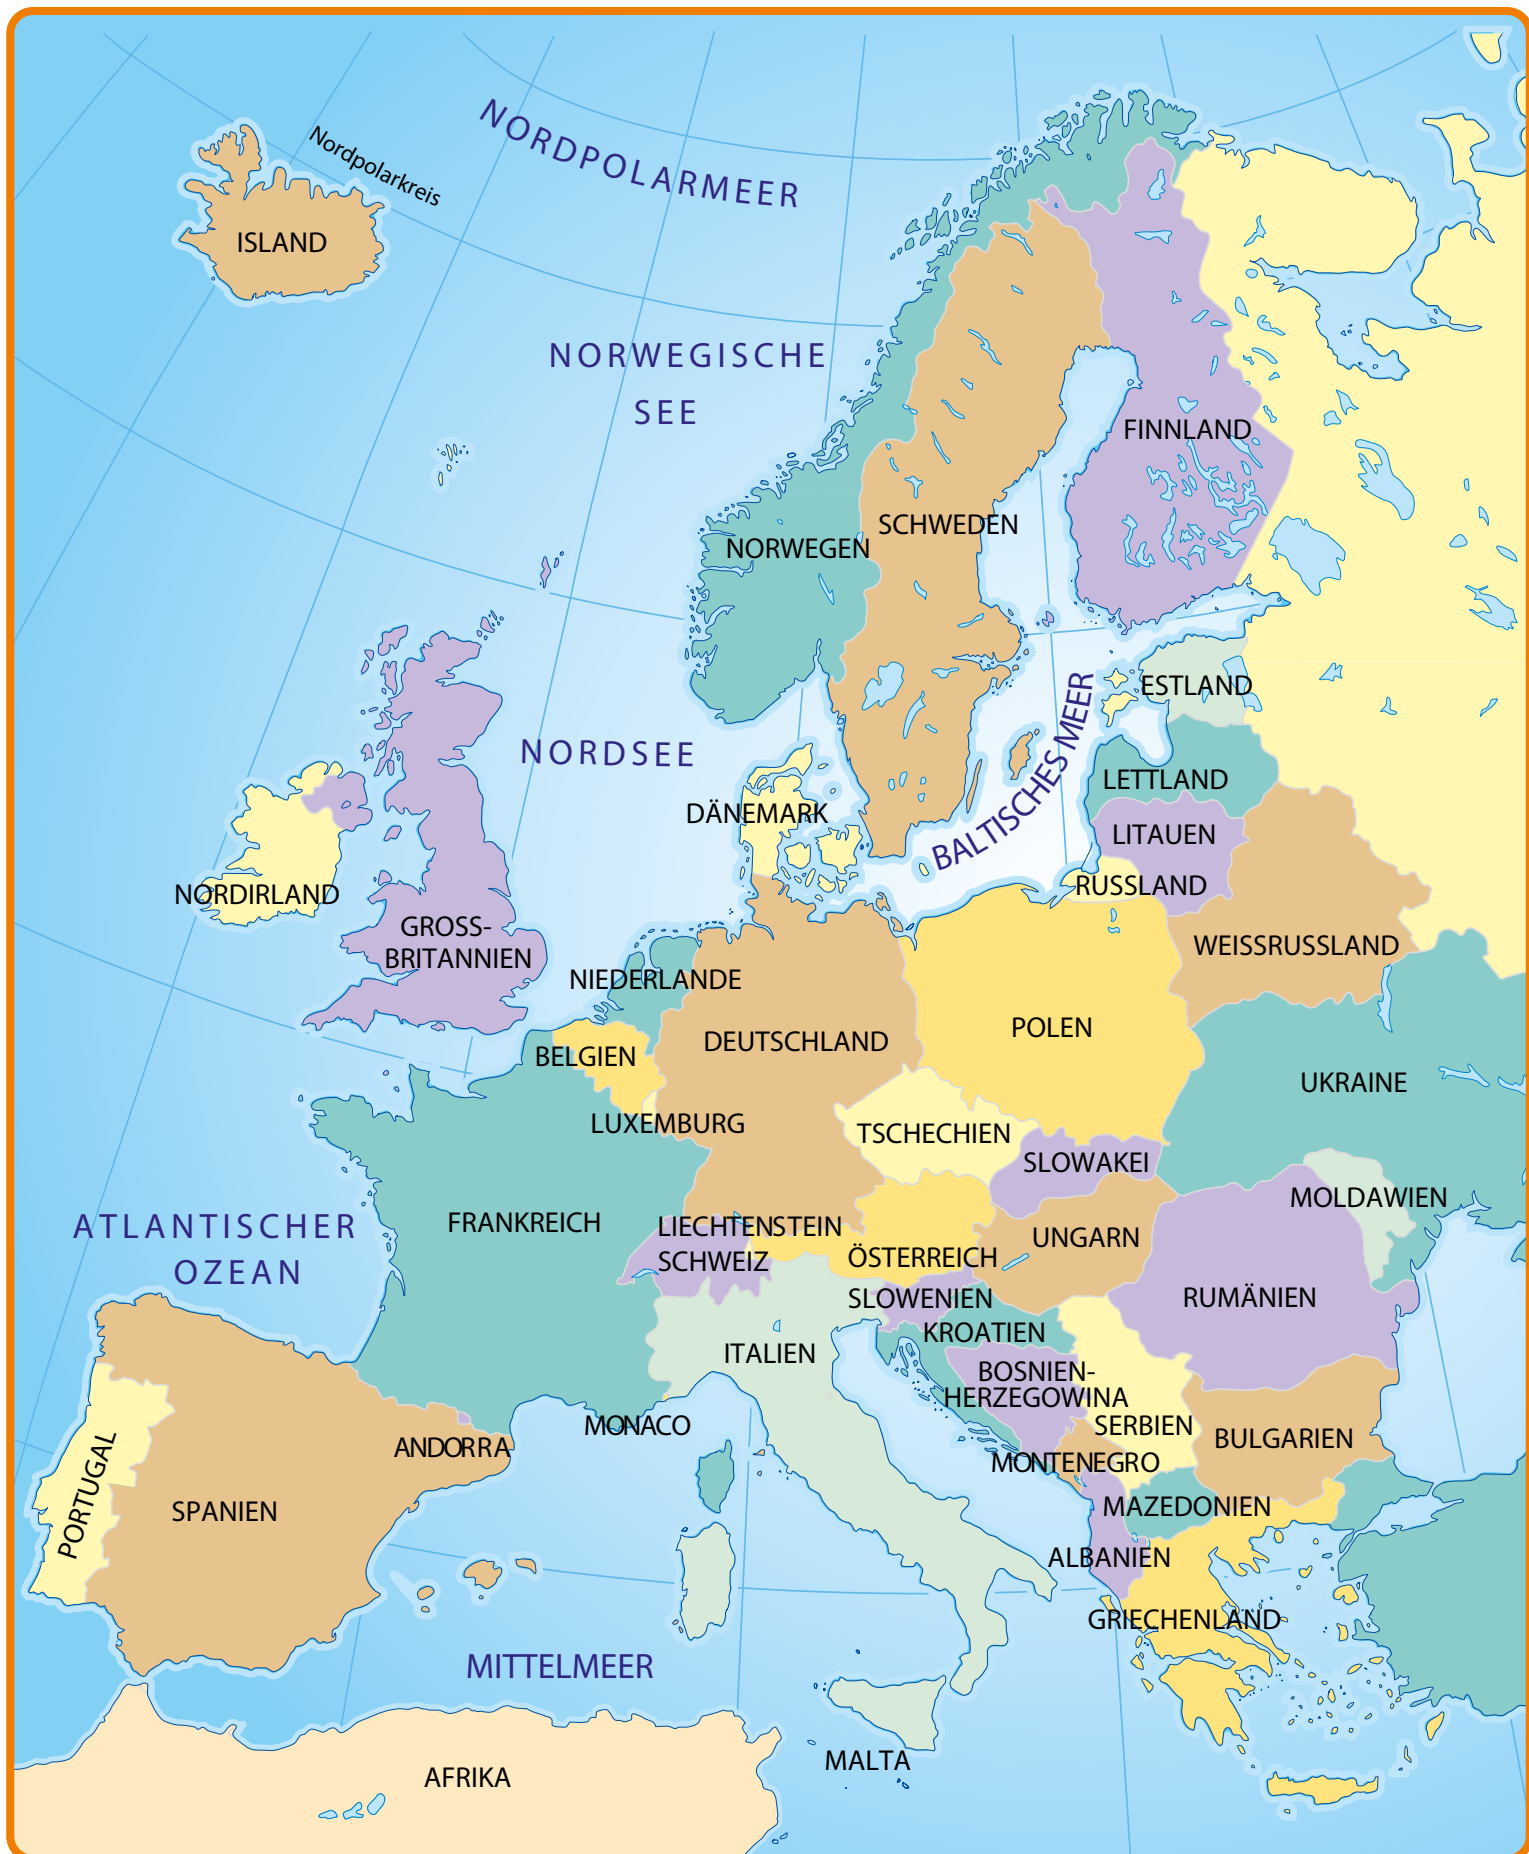 NORDPOLARMEER
Nordpolarkreis
ISLAND
NORWEGISCHE
SEE
FINNLAND
SCHWEDEN
NORWEGEN
ESTLAND
NORDSEE
BALTISCHES MEER
LETTLAND
DÄNEMARK
LITAUEN
RUSSLAND
NORDIRLAND
GROSS-
BRITANNIEN
WEISSRUSSLAND
NIEDERLANDE
POLEN
DEUTSCHLAND
BELGIEN
UKRAINE
LUXEMBURG
TSCHECHIEN
SLOWAKEI
MOLDAWIEN
ATLANTISCHER
OZEAN
FRANKREICH
LIECHTENSTEIN
SCHWEIZ
UNGARN
ÖSTERREICH
SLOWENIEN
RUMÄNIEN
KROATIEN
ITALIEN
BOSNIEN-
HERZEGOWINA
MONACO
SERBIEN
BULGARIEN
ANDORRA
MONTENEGRO
PORTUGAL
SPANIEN
MAZEDONIEN
ALBANIEN
GRIECHENLAND
MITTELMEER
MALTA
AFRIKA